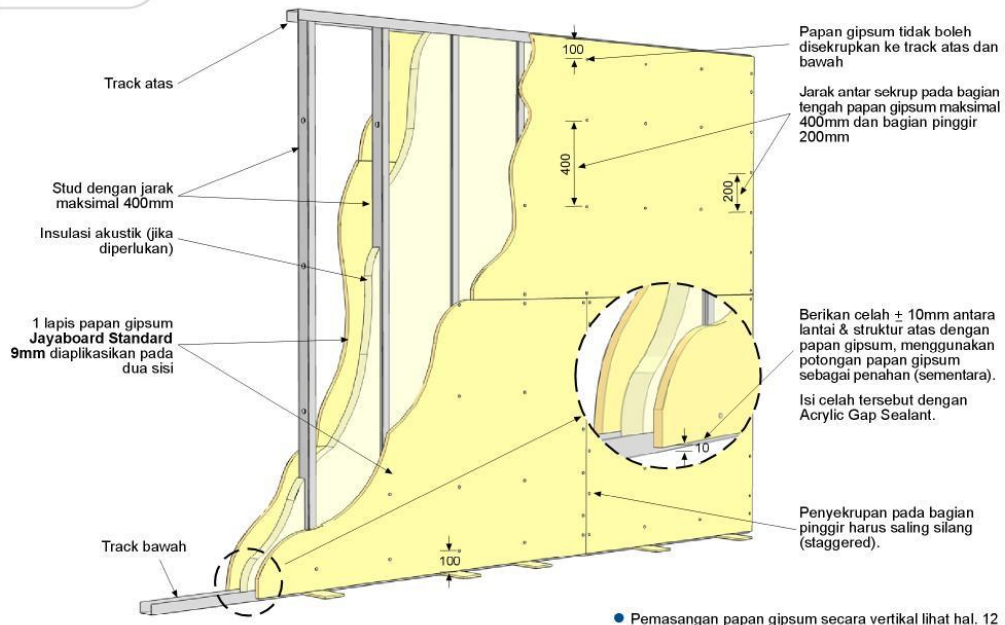 Track atas
Stud dengan jarak
maksimal 400mm
Insulasi akustik (jika
diperlukan)
1 lapis papan gipsum
Jayaboard Standard
9mm diaplikasikan pada
dua sisi
Track bawah
100
400
200
10
100
Papan gipsum tidak boleh
disekrupkan ke track atas dan
bawah
Jarak antar sekrup pada bagian
tengah papan gipsum maksimal
400mm dan bagian pinggir
200mm
Berikan celah ± 10mm antara
lantai & struktur atas dengan
papan gipsum, menggunakan
potongan papan gipsum
sebagai penahan (sementara).
Isi celah tersebut dengan
Acrylic Gap Sealant.
Penyekrupan pada bagian
pinggir harus saling silang
(staggered).
● Pemasangan papan gipsum secara vertikal lihat hal. 12